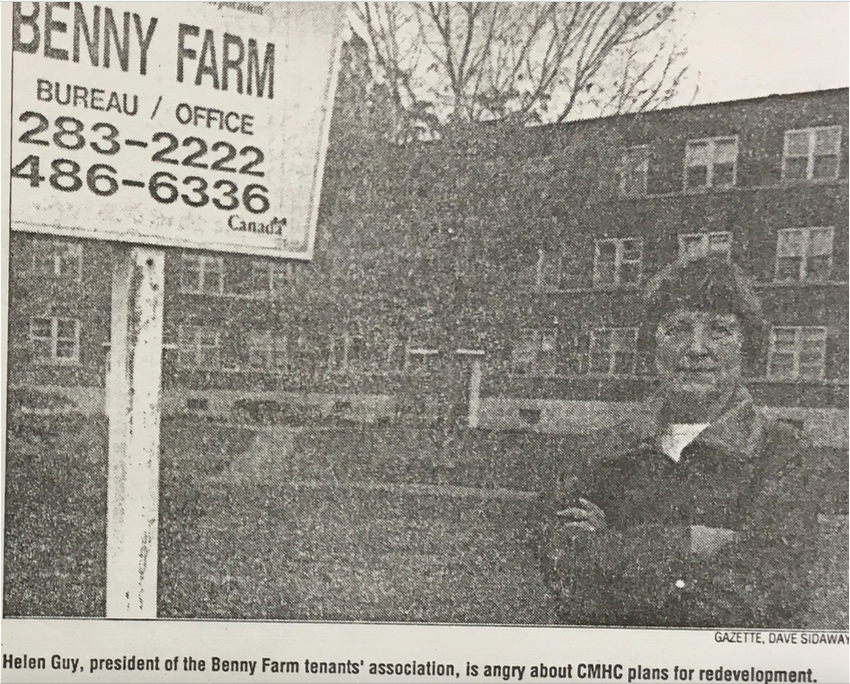 BENNY FARM
BUREAU / OFFICE
283-2222
486-6336
Canada
GAZETTE, DAVE SIDAWAY
Helen Guy, president of the Benny Farm tenants' association, is angry about CMHC plans for redevelopment.